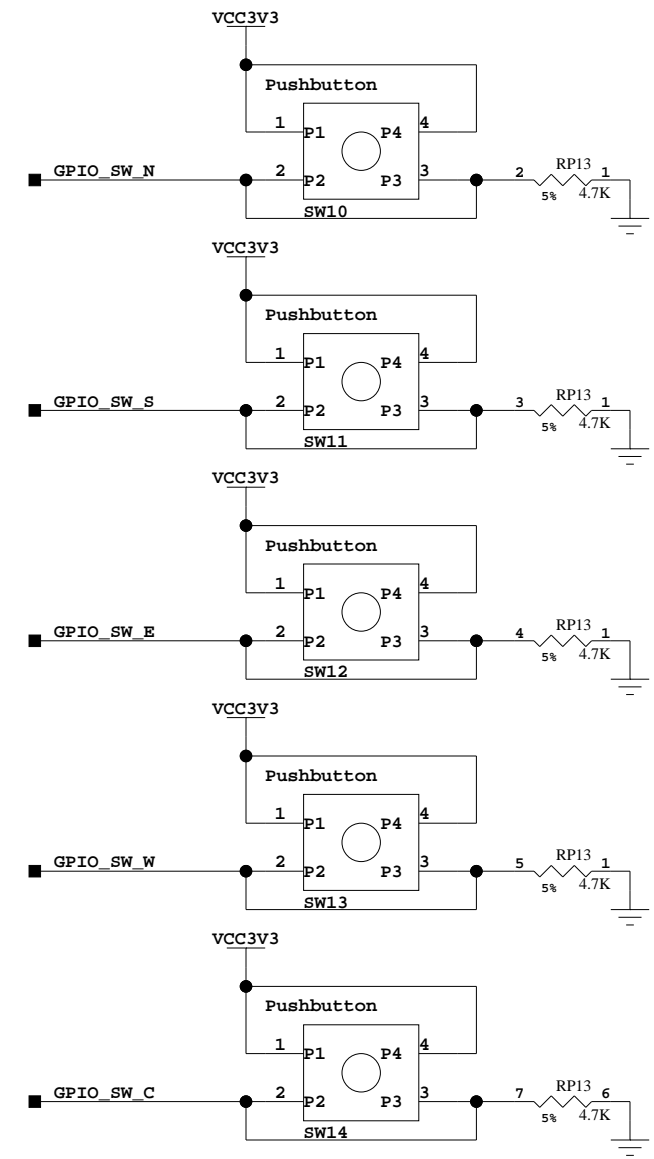 VCC3V3
Pushbutton
1 P1 P4 4
GPIO_SW_N 2 P2 P3 3 2 RP13 1
5% 4.7K
SW10
VCC3V3
Pushbutton
1 P1 P4 4
GPIO_SW_S 2 P2 P3 3 3 RP13 1
5% 4.7K
SW11
VCC3V3
Pushbutton
1 P1 P4 4
GPIO_SW_E 2 P2 P3 3 4 RP13 1
5% 4.7K
SW12
VCC3V3
Pushbutton
1 P1 P4 4
GPIO_SW_W 2 P2 P3 3 5 RP13 1
5% 4.7K
SW13
VCC3V3
Pushbutton
1 P1 P4 4
GPIO_SW_C 2 P2 P3 3 7 RP13 6
5% 4.7K
SW14